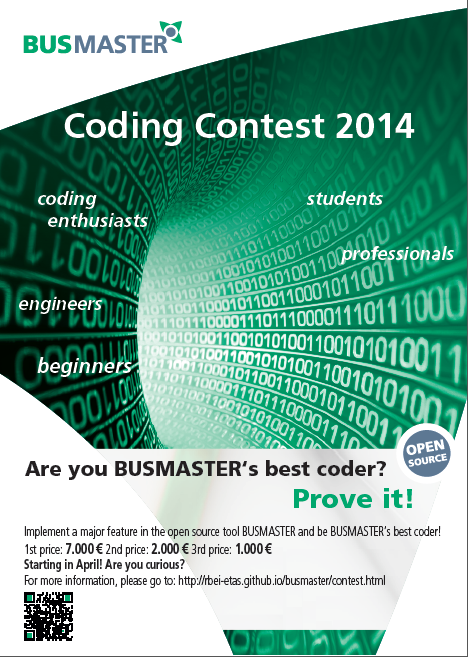 BUSMASTER
Coding Contest 2014
coding
enthusiasts
students
professionals
engineers
beginners
OPEN
SOURCE
Are you BUSMASTER‘s best coder?
Prove it!
Implement a major feature in the open source tool BUSMASTER and be BUSMASTER’s best coder!
1st price: 7.000 € 2nd price: 2.000 € 3rd price: 1.000 €
Starting in April! Are you curious?
For more information, please go to: http://rbei-etas.github.io/busmaster/contest.html